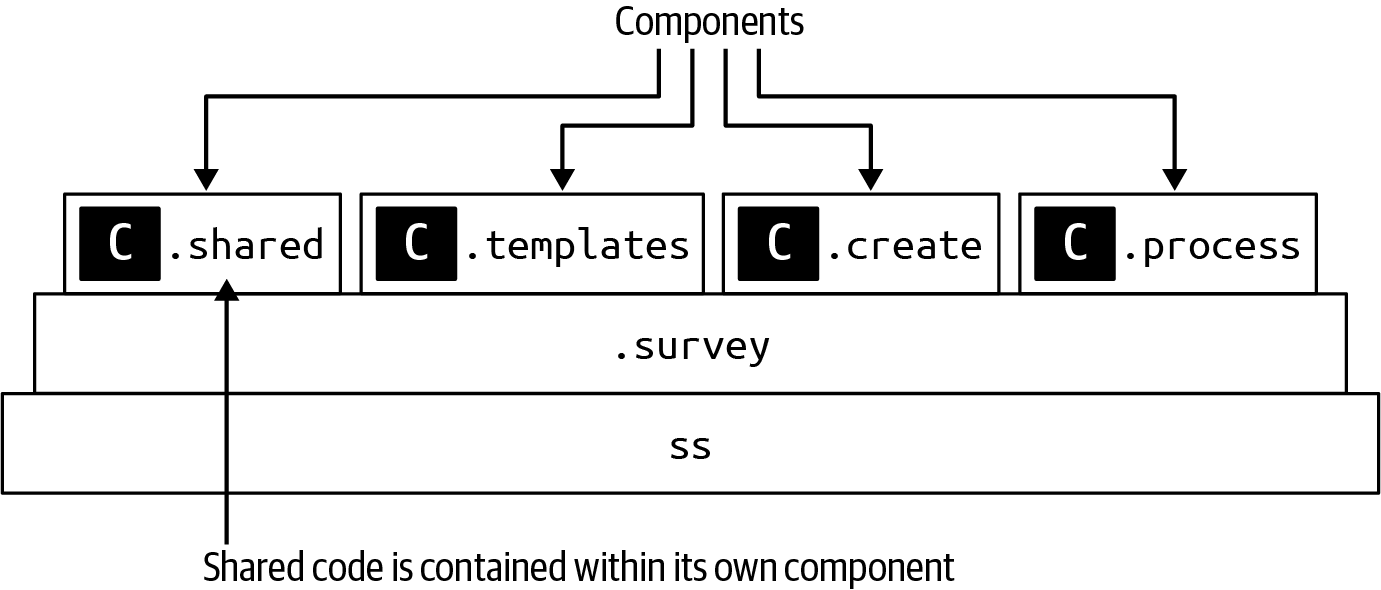 Components
C .shared
C .templates
C .create
C .process
.survey
ss
Shared code is contained within its own component